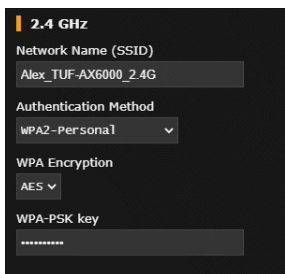 2.4 GHz
Network Name (SSID)
Alex_TUF-AX6000_2.4G
Authentication Method
WPA2-Personal
WPA Encryption
AES
WPA-PSK key
••••••••••